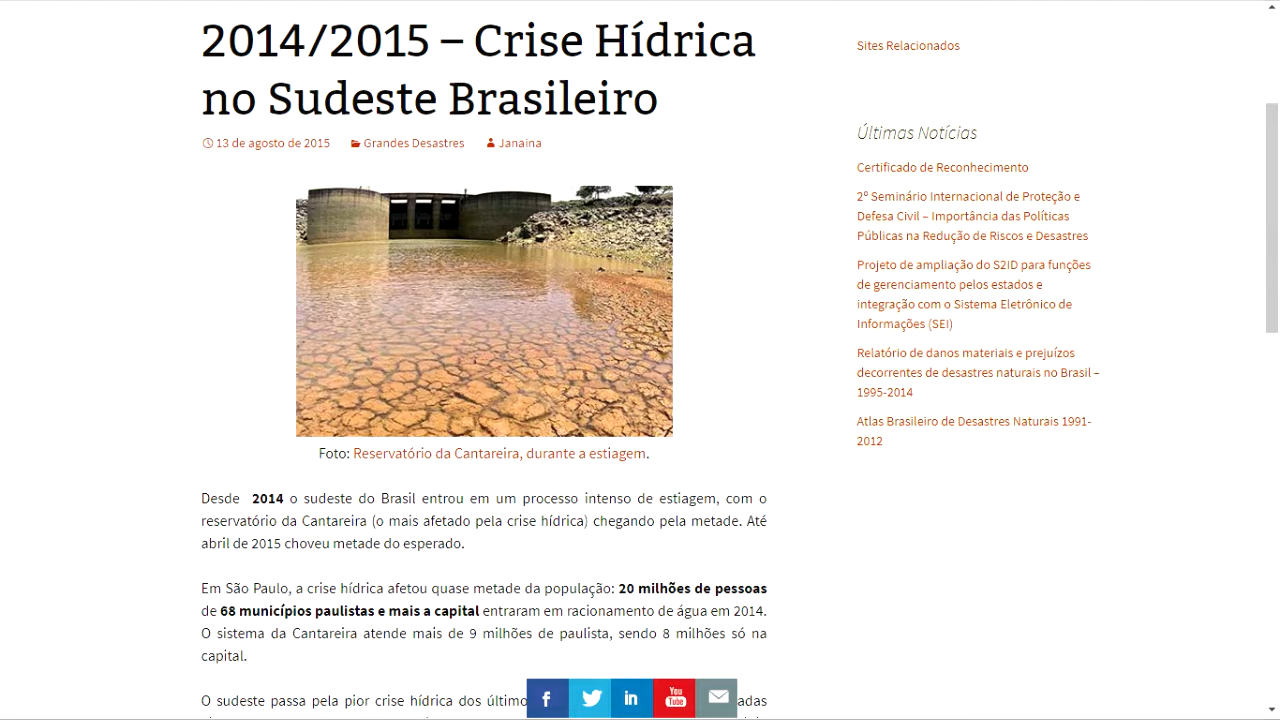 2014/2015 – Crise Hídrica
no Sudeste Brasileiro
13 de agosto de 2015 Grandes Desastres Janaina
Foto: Reservatório da Cantareira, durante a estiagem.
Desde 2014 o sudeste do Brasil entrou em um processo intenso de estiagem, com o
reservatório da Cantareira (o mais afetado pela crise hídrica) chegando pela metade. Até
abril de 2015 choveu metade do esperado.
Em São Paulo, a crise hídrica afetou quase metade da população: 20 milhões de pessoas
de 68 municípios paulistas e mais a capital entraram em racionamento de água em 2014.
O sistema da Cantareira atende mais de 9 milhões de paulista, sendo 8 milhões só na
capital.
O sudeste passa pela pior crise hídrica dos
Sites Relacionados
Últimas Notícias
Certificado de Reconhecimento
2º Seminário Internacional de Proteção e
Defesa Civil – Importância das Políticas
Públicas na Redução de Riscos e Desastres
Projeto de ampliação do S2ID para funções
de gerenciamento pelos estados e
integração com o Sistema Eletrônico de
Informações (SEI)
Relatório de danos materiais e prejuízos
decorrentes de desastres naturais no Brasil –
1995-2014
Atlas Brasileiro de Desastres Naturais 1991-
2012
f
in
You
Tube